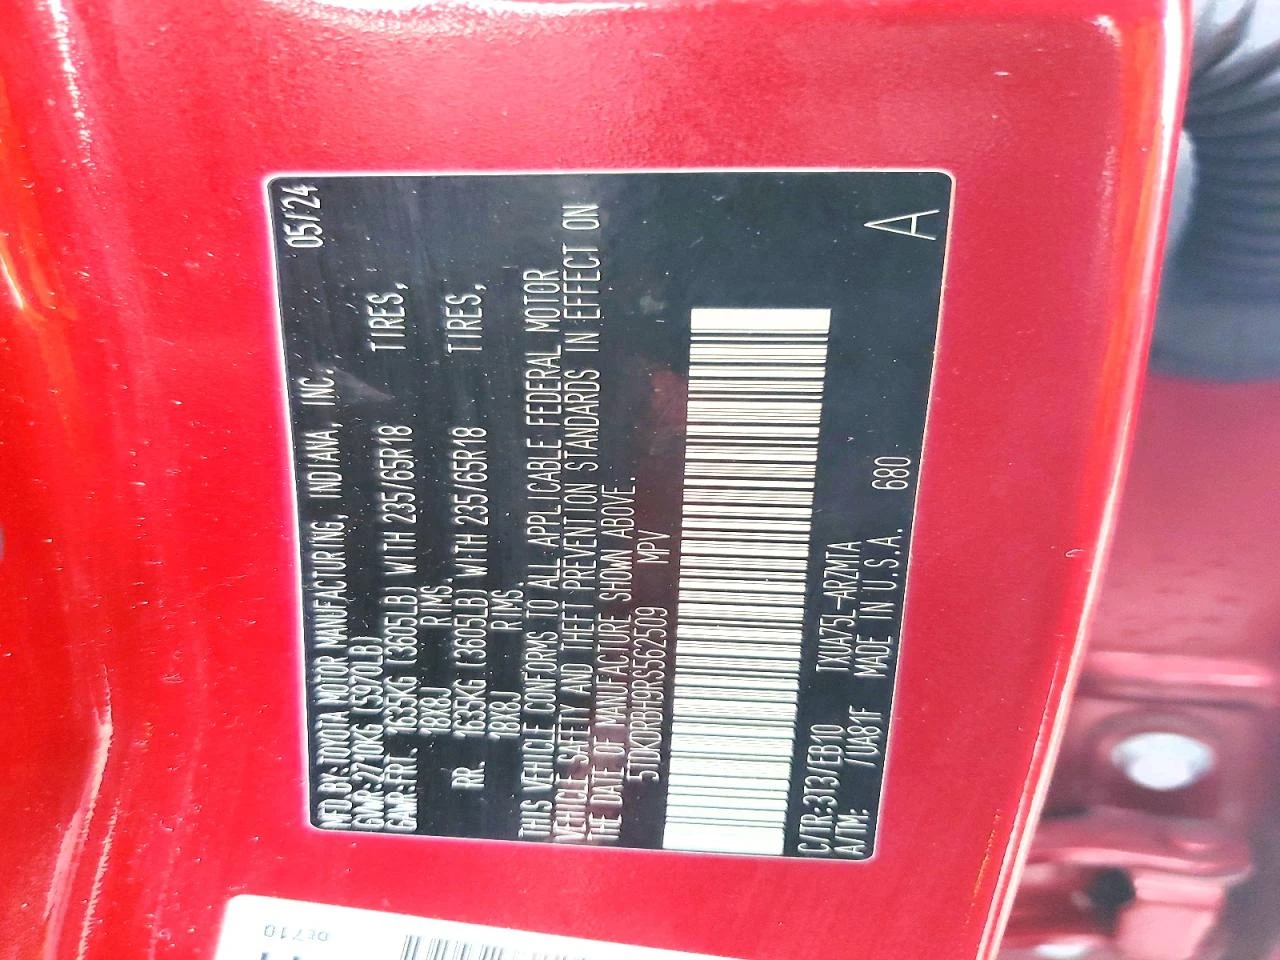 MFD BY: TOYOTA MOTOR MANUFACTURING, INDIANA, INC. 05/24
GVWR: 2710KG (5970LB)
GAWR: FRT. 1635KG (3605LB) WITH 235/65R18 TIRES,
18X8J RIMS.
RR. 1635KG (3605LB) WITH 235/65R18 TIRES,
18X8J RIMS.
THIS VEHICLE CONFORMS TO ALL APPLICABLE FEDERAL MOTOR
VEHICLE SAFETY AND THEFT PREVENTION STANDARDS IN EFFECT ON
THE DATE OF MANUFACTURE SHOWN ABOVE.
5TDKDRBH9RS562509 MPV
C/TR:3T3/EB10 TXUA75L-ARZMTA
A/TM: /UA81F MADE IN U.S.A. 680 A